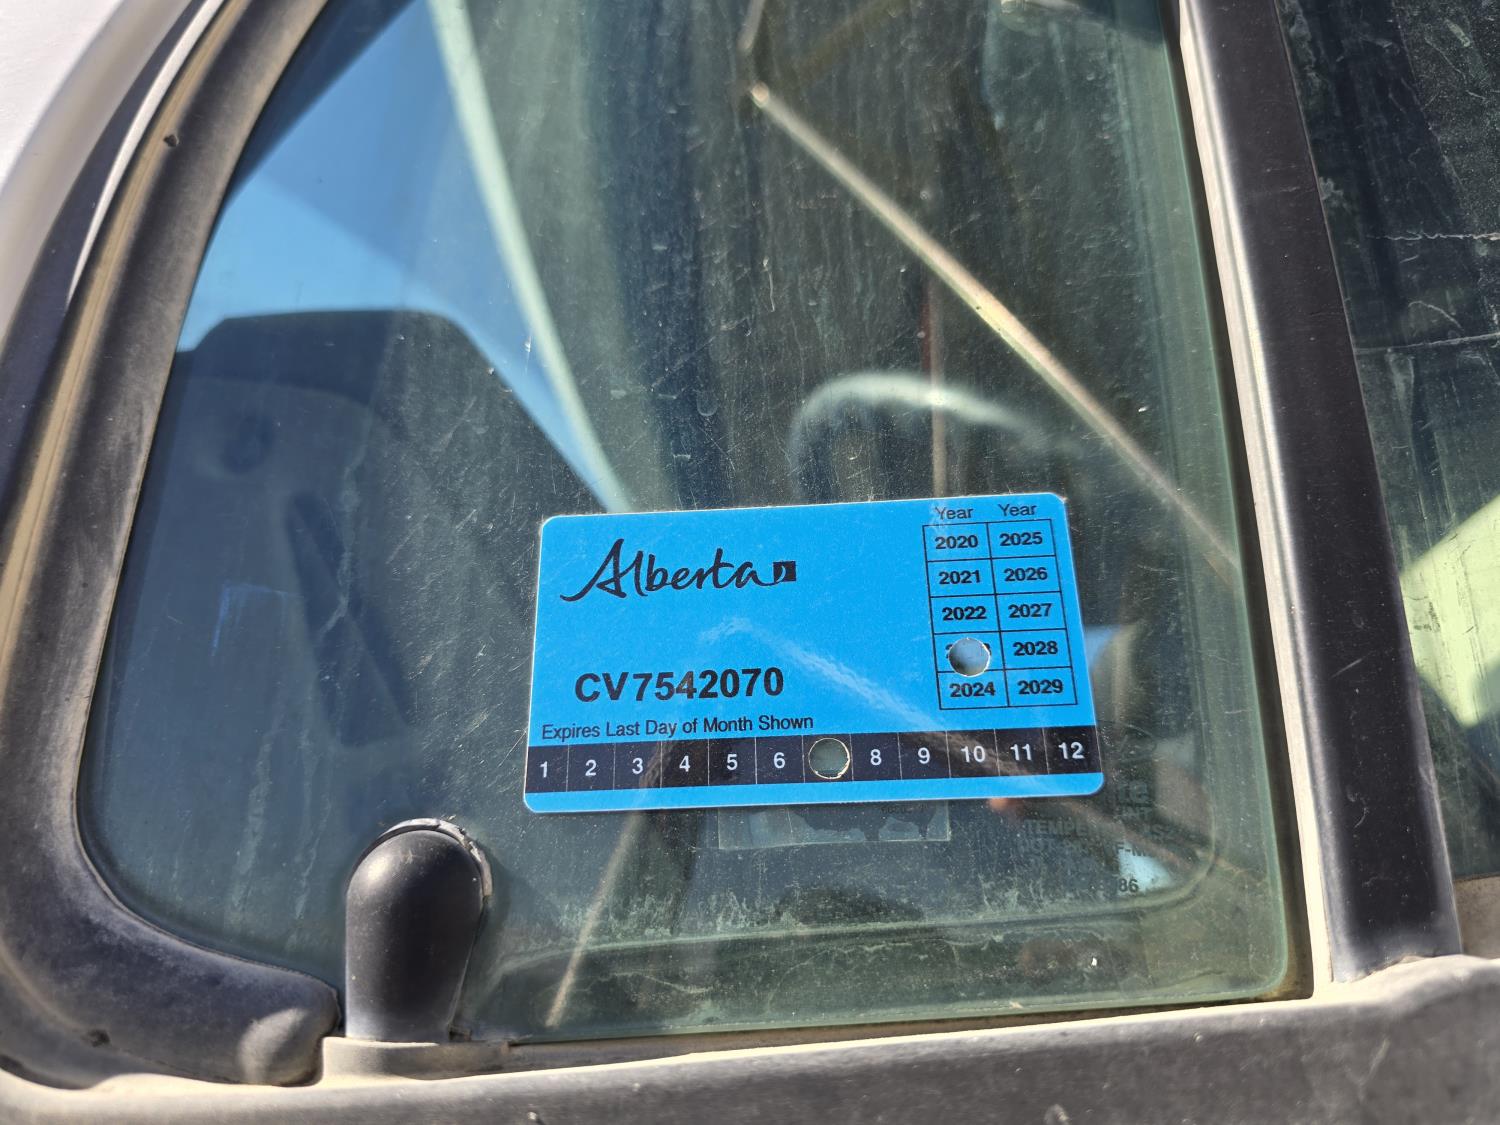 Alberta
CV7542070
Expires Last Day of Month Shown
1 2 3 4 5 6 8 9 10 11 12
Year Year
2020 2025
2021 2026
2022 2027
2028
2024 2029
86